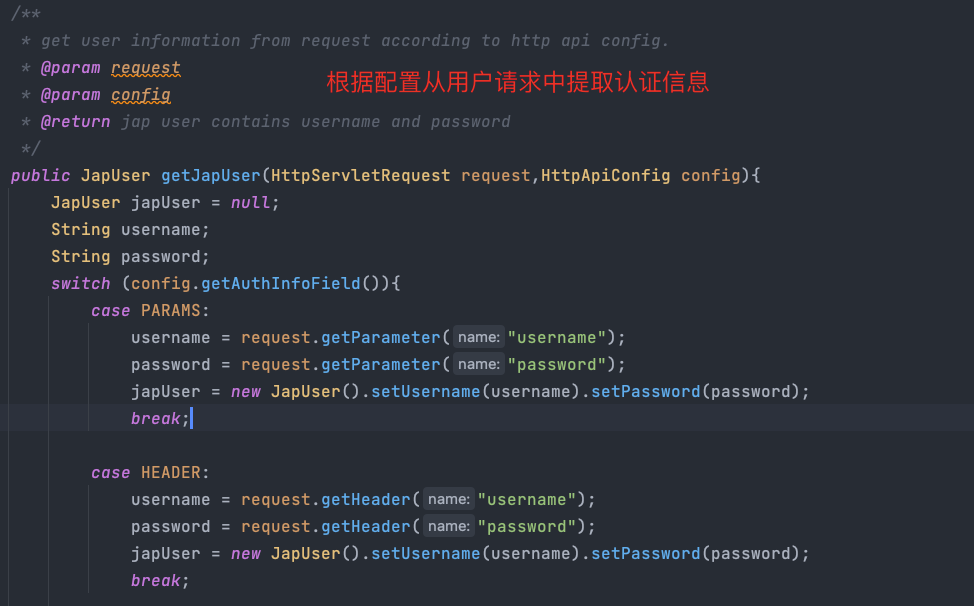 /**
 * get user information from request according to http api config.
 * @param request
根据配置从用户请求中提取认证信息
 * @param config
 * @return jap user contains username and password
 */
public JapUser getJapUser(HttpServletRequest request,HttpApiConfig config){
    JapUser japUser = null;
    String username;
    String password;
    switch (config.getAuthInfoField()){
        case PARAMS:
            username = request.getParameter( name: "username");
            password = request.getParameter( name: "password");
            japUser = new JapUser().setUsername(username).setPassword(password);
            break;
        case HEADER:
            username = request.getHeader( name: "username");
            password = request.getHeader( name: "password");
            japUser = new JapUser().setUsername(username).setPassword(password);
            break;